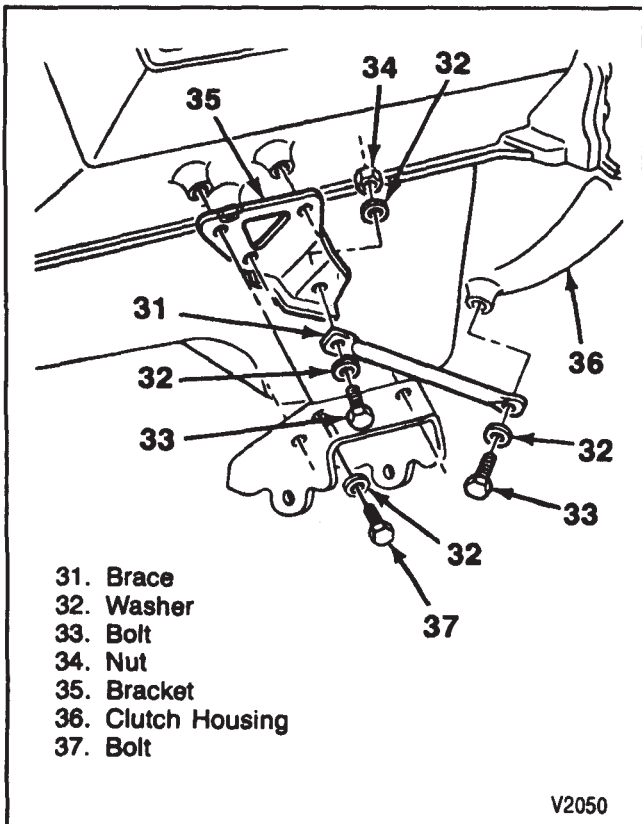 34
32
35
31
32
36
33
32
33
32
37
31. Brace
32. Washer
33. Bolt
34. Nut
35. Bracket
36. Clutch Housing
37. Bolt
V2050